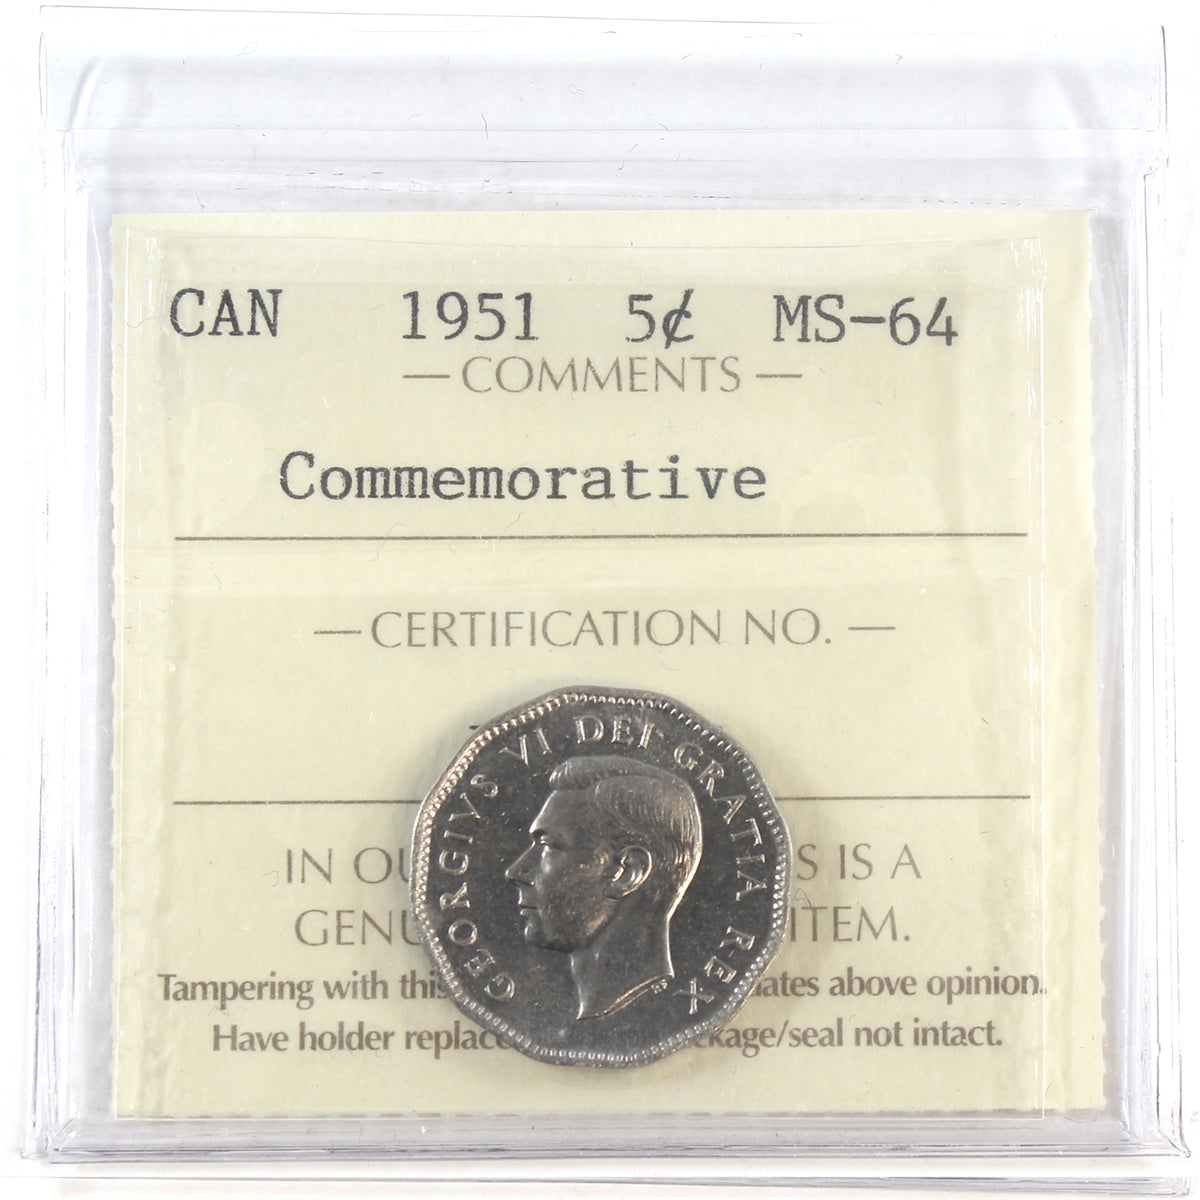 CAN 1951 5¢ MS-64
— COMMENTS —
Commemorative
— CERTIFICATION NO. —
GEORGIVS VI DEI GRATIA REX
IN OU S IS A
GENU ITEM.
Tampering with this ates above opinion.
Have holder replace ckage/seal not intact.